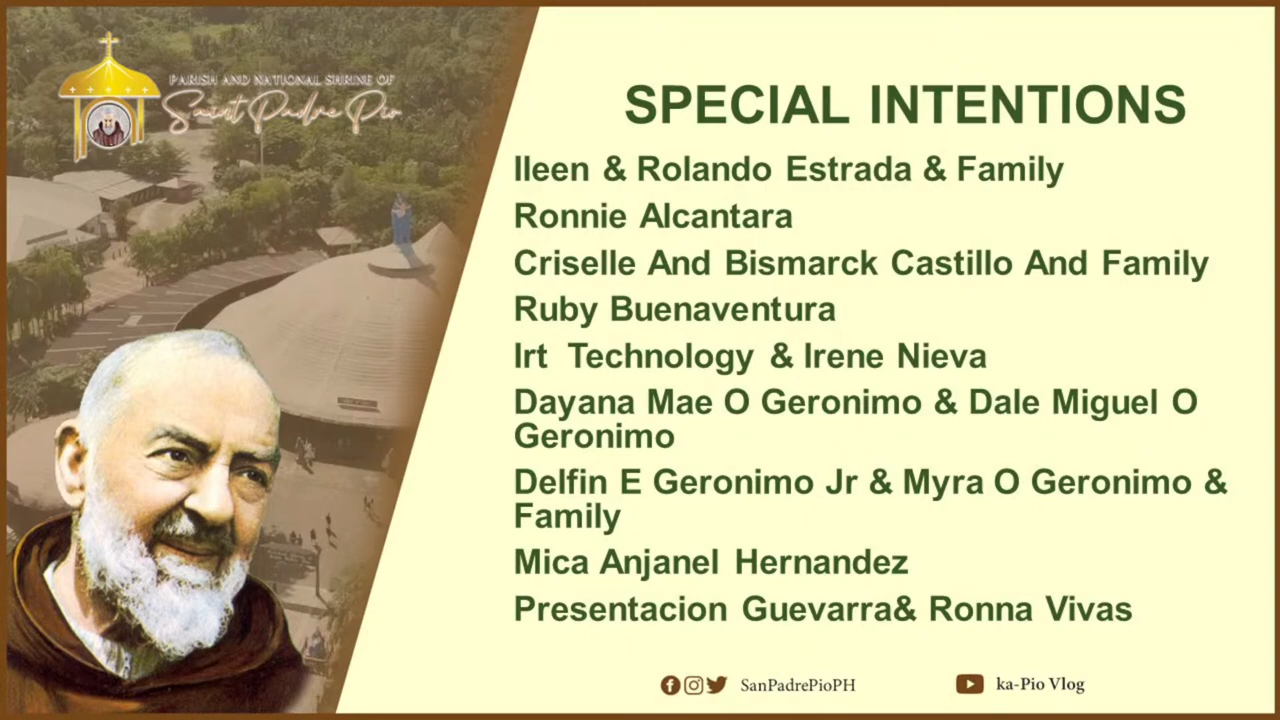 PARISH AND NATIONAL SHRINE OF
Saint Padre Pio
SPECIAL INTENTIONS
Ileen & Rolando Estrada & Family
Ronnie Alcantara
Criselle And Bismarck Castillo And Family
Ruby Buenaventura
Irt Technology & Irene Nieva
Dayana Mae O Geronimo & Dale Miguel O
Geronimo
Delfin E Geronimo Jr & Myra O Geronimo &
Family
Mica Anjanel Hernandez
Presentacion Guevarra& Ronna Vivas
SanPadrePioPH
ka-Pio Vlog